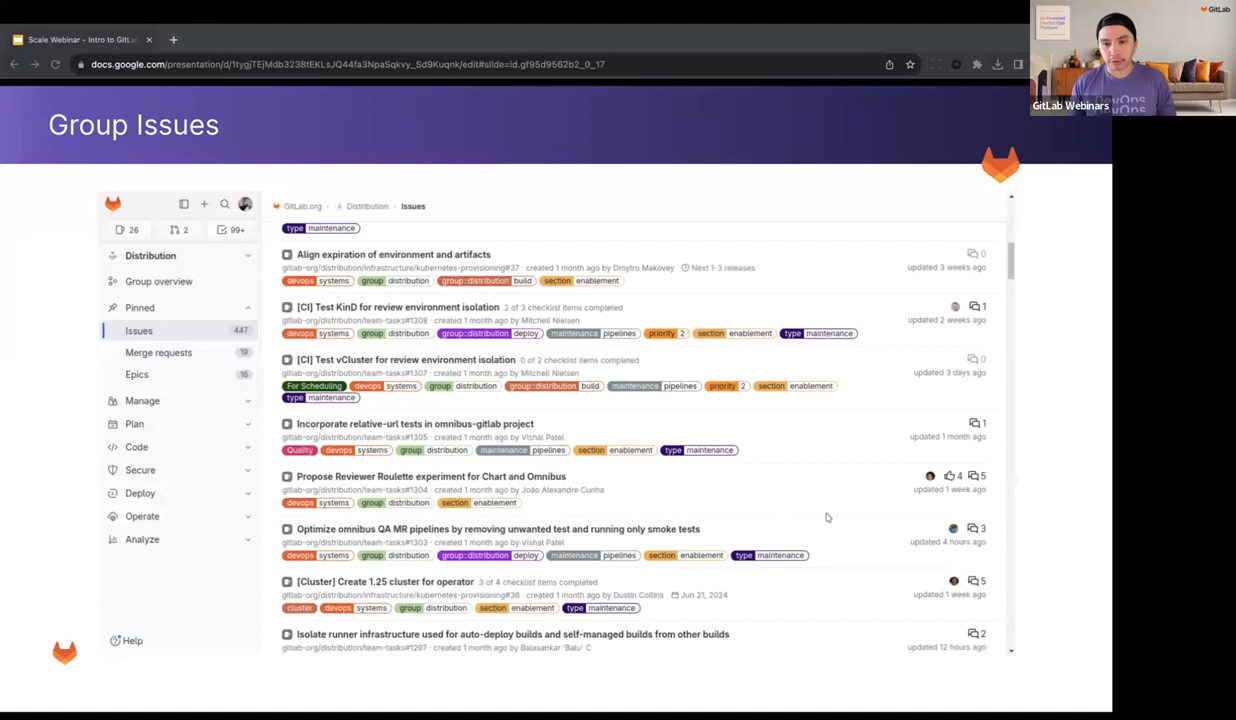 Scale Webinar - Intro to GitLa
docs.google.com/presentation/d/1tygjTEjMdb3238tEKLsJQ44fa3NpaSqkvy_Sd9Kuqnk/edit#slide=id.gf95d9562b2_0_17
AI-Powered
DevSecOps
Platform
GitLab
DevOps
GitLab Webinars
Group Issues
26 2 99+
Distribution
Group overview
Pinned
Issues 447
Merge requests 19
Epics 16
Manage
Plan
Code
Secure
Deploy
Operate
Analyze
Help
GitLab.org › Distribution › Issues
type maintenance
Align expiration of environment and artifacts 0
gitlab-org/distribution/infrastructure/kubernetes-provisioning#37 · created 1 month ago by Dmytro Makovey Next 1-3 releases updated 3 weeks ago
devops systems group distribution group::distribution build section enablement
[CI] Test KinD for review environment isolation 2 of 3 checklist items completed 1
gitlab-org/distribution/team-tasks#1308 · created 1 month ago by Mitchell Nielsen updated 2 weeks ago
devops systems group distribution group::distribution deploy maintenance pipelines priority 2 section enablement type maintenance
[CI] Test vCluster for review environment isolation 0 of 2 checklist items completed 0
gitlab-org/distribution/team-tasks#1307 · created 1 month ago by Mitchell Nielsen updated 3 days ago
For Scheduling devops systems group distribution group::distribution build maintenance pipelines priority 2 section enablement
type maintenance
Incorporate relative-url tests in omnibus-gitlab project 1
gitlab-org/distribution/team-tasks#1305 · created 1 month ago by Vishal Patel updated 1 month ago
Quality devops systems group distribution maintenance pipelines section enablement type maintenance
Propose Reviewer Roulette experiment for Chart and Omnibus 4 5
gitlab-org/distribution/team-tasks#1304 · created 1 month ago by João Alexandre Cunha updated 1 week ago
devops systems group distribution section enablement
Optimize omnibus QA MR pipelines by removing unwanted test and running only smoke tests 3
gitlab-org/distribution/team-tasks#1303 · created 1 month ago by Vishal Patel updated 4 hours ago
devops systems group distribution group::distribution deploy maintenance pipelines section enablement type maintenance
[Cluster] Create 1.25 cluster for operator 3 of 4 checklist items completed 5
gitlab-org/distribution/infrastructure/kubernetes-provisioning#36 · created 1 month ago by Dustin Collins Jun 21, 2024 updated 1 week ago
cluster devops systems group distribution section enablement type maintenance
Isolate runner infrastructure used for auto-deploy builds and self-managed builds from other builds 2
gitlab-org/distribution/team-tasks#1297 · created 1 month ago by Balasankar 'Balu' C updated 12 hours ago